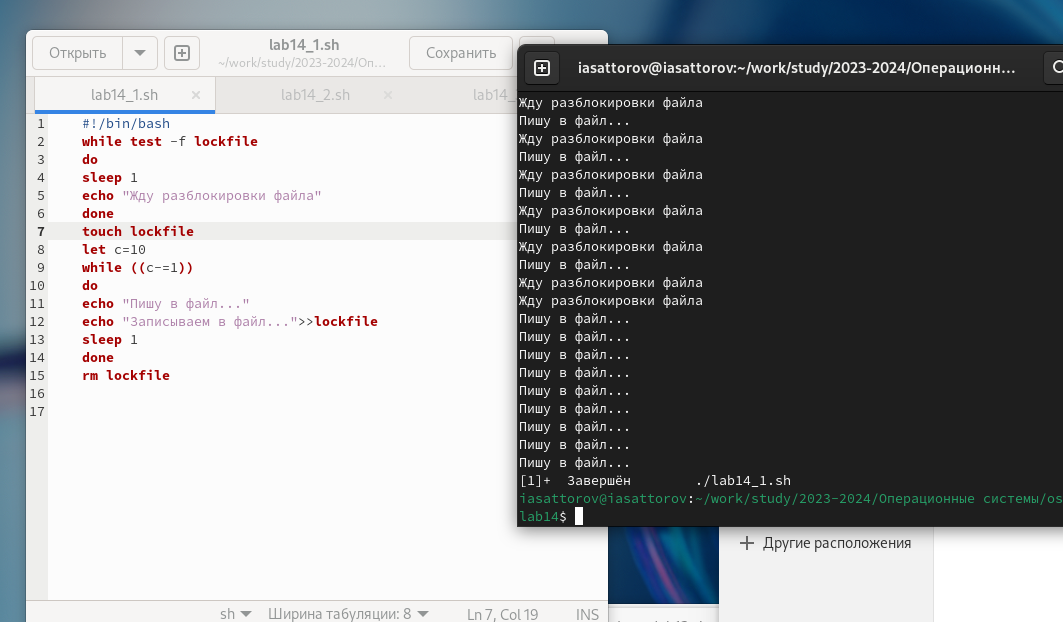 Открыть
lab14_1.sh
~/work/study/2023-2024/Оп...
Сохранить
lab14_1.sh
lab14_2.sh
lab14_
1 #!/bin/bash
2 while test -f lockfile
3 do
4 sleep 1
5 echo "Жду разблокировки файла"
6 done
7 touch lockfile
8 let c=10
9 while ((c-=1))
10 do
11 echo "Пишу в файл..."
12 echo "Записываем в файл...">>lockfile
13 sleep 1
14 done
15 rm lockfile
16
17
sh Ширина табуляции: 8 Ln 7, Col 19 INS
iasattorov@iasattorov:~/work/study/2023-2024/Операционн...
Жду разблокировки файла
Пишу в файл...
Жду разблокировки файла
Пишу в файл...
Жду разблокировки файла
Пишу в файл...
Жду разблокировки файла
Пишу в файл...
Жду разблокировки файла
Пишу в файл...
Жду разблокировки файла
Жду разблокировки файла
Пишу в файл...
Пишу в файл...
Пишу в файл...
Пишу в файл...
Пишу в файл...
Пишу в файл...
Пишу в файл...
Пишу в файл...
Пишу в файл...
[1]+ Завершён ./lab14_1.sh
iasattorov@iasattorov:~/work/study/2023-2024/Операционные системы/os
lab14$
+ Другие расположения